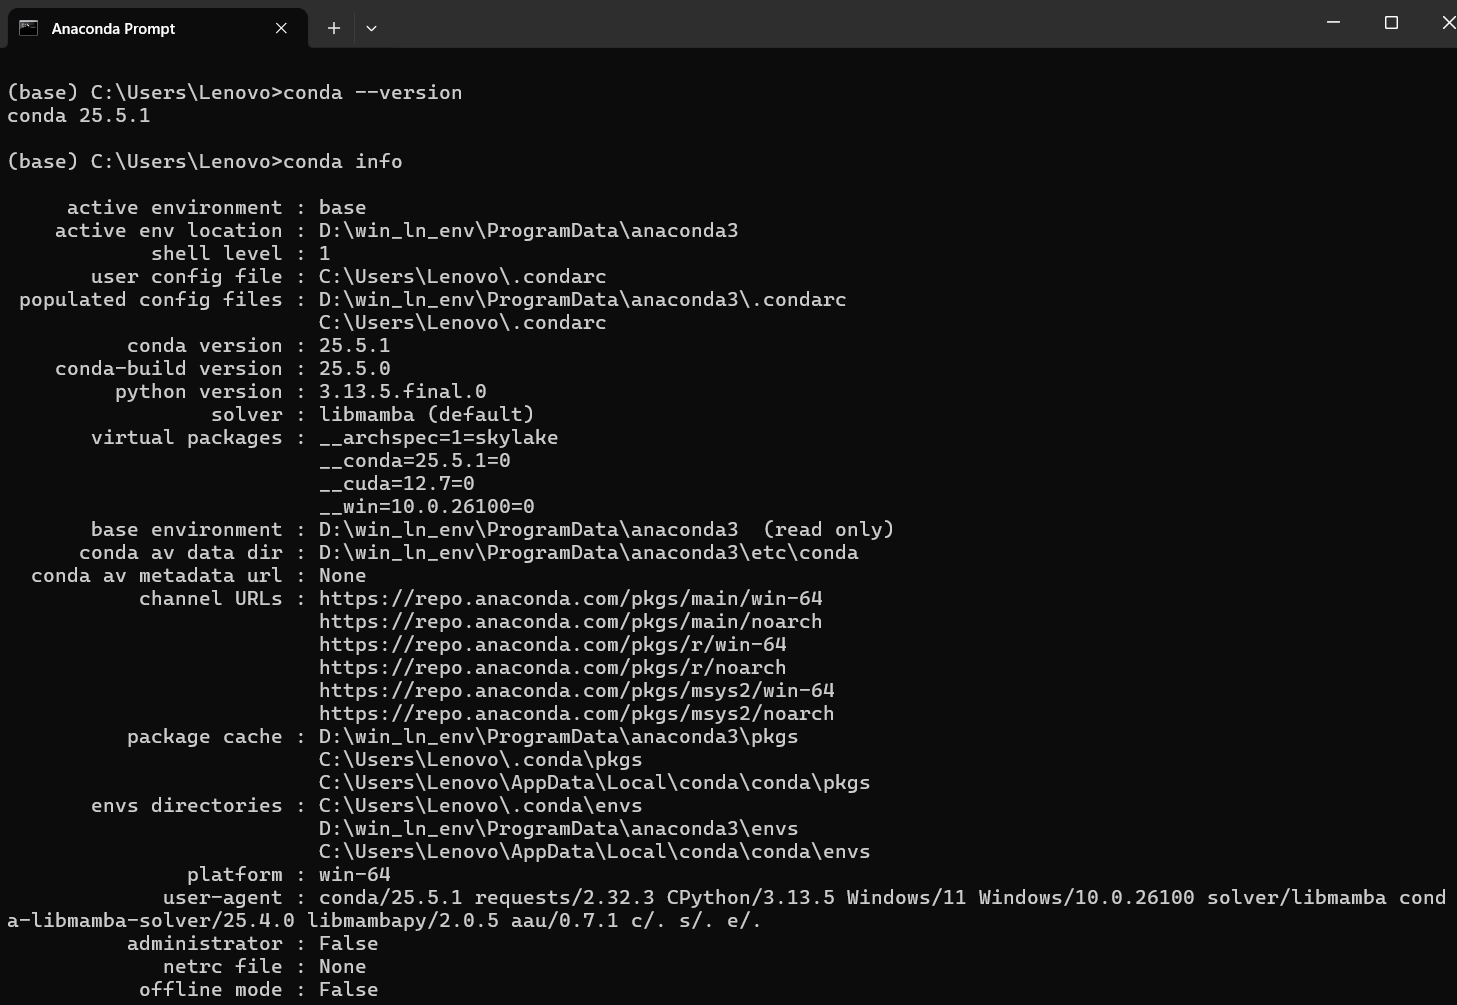 Anaconda Prompt
(base) C:\Users\Lenovo>conda --version
conda 25.5.1
(base) C:\Users\Lenovo>conda info
active environment : base
active env location : D:\win_ln_env\ProgramData\anaconda3
shell level : 1
user config file : C:\Users\Lenovo\.condarc
populated config files : D:\win_ln_env\ProgramData\anaconda3\.condarc
C:\Users\Lenovo\.condarc
conda version : 25.5.1
conda-build version : 25.5.0
python version : 3.13.5.final.0
solver : libmamba (default)
virtual packages : __archspec=1=skylake
__conda=25.5.1=0
__cuda=12.7=0
__win=10.0.26100=0
base environment : D:\win_ln_env\ProgramData\anaconda3  (read only)
conda av data dir : D:\win_ln_env\ProgramData\anaconda3\etc\conda
conda av metadata url : None
channel URLs : https://repo.anaconda.com/pkgs/main/win-64
https://repo.anaconda.com/pkgs/main/noarch
https://repo.anaconda.com/pkgs/r/win-64
https://repo.anaconda.com/pkgs/r/noarch
https://repo.anaconda.com/pkgs/msys2/win-64
https://repo.anaconda.com/pkgs/msys2/noarch
package cache : D:\win_ln_env\ProgramData\anaconda3\pkgs
C:\Users\Lenovo\.conda\pkgs
C:\Users\Lenovo\AppData\Local\conda\conda\pkgs
envs directories : C:\Users\Lenovo\.conda\envs
D:\win_ln_env\ProgramData\anaconda3\envs
C:\Users\Lenovo\AppData\Local\conda\conda\envs
platform : win-64
user-agent : conda/25.5.1 requests/2.32.3 CPython/3.13.5 Windows/11 Windows/10.0.26100 solver/libmamba cond
a-libmamba-solver/25.4.0 libmambapy/2.0.5 aau/0.7.1 c/. s/. e/.
administrator : False
netrc file : None
offline mode : False